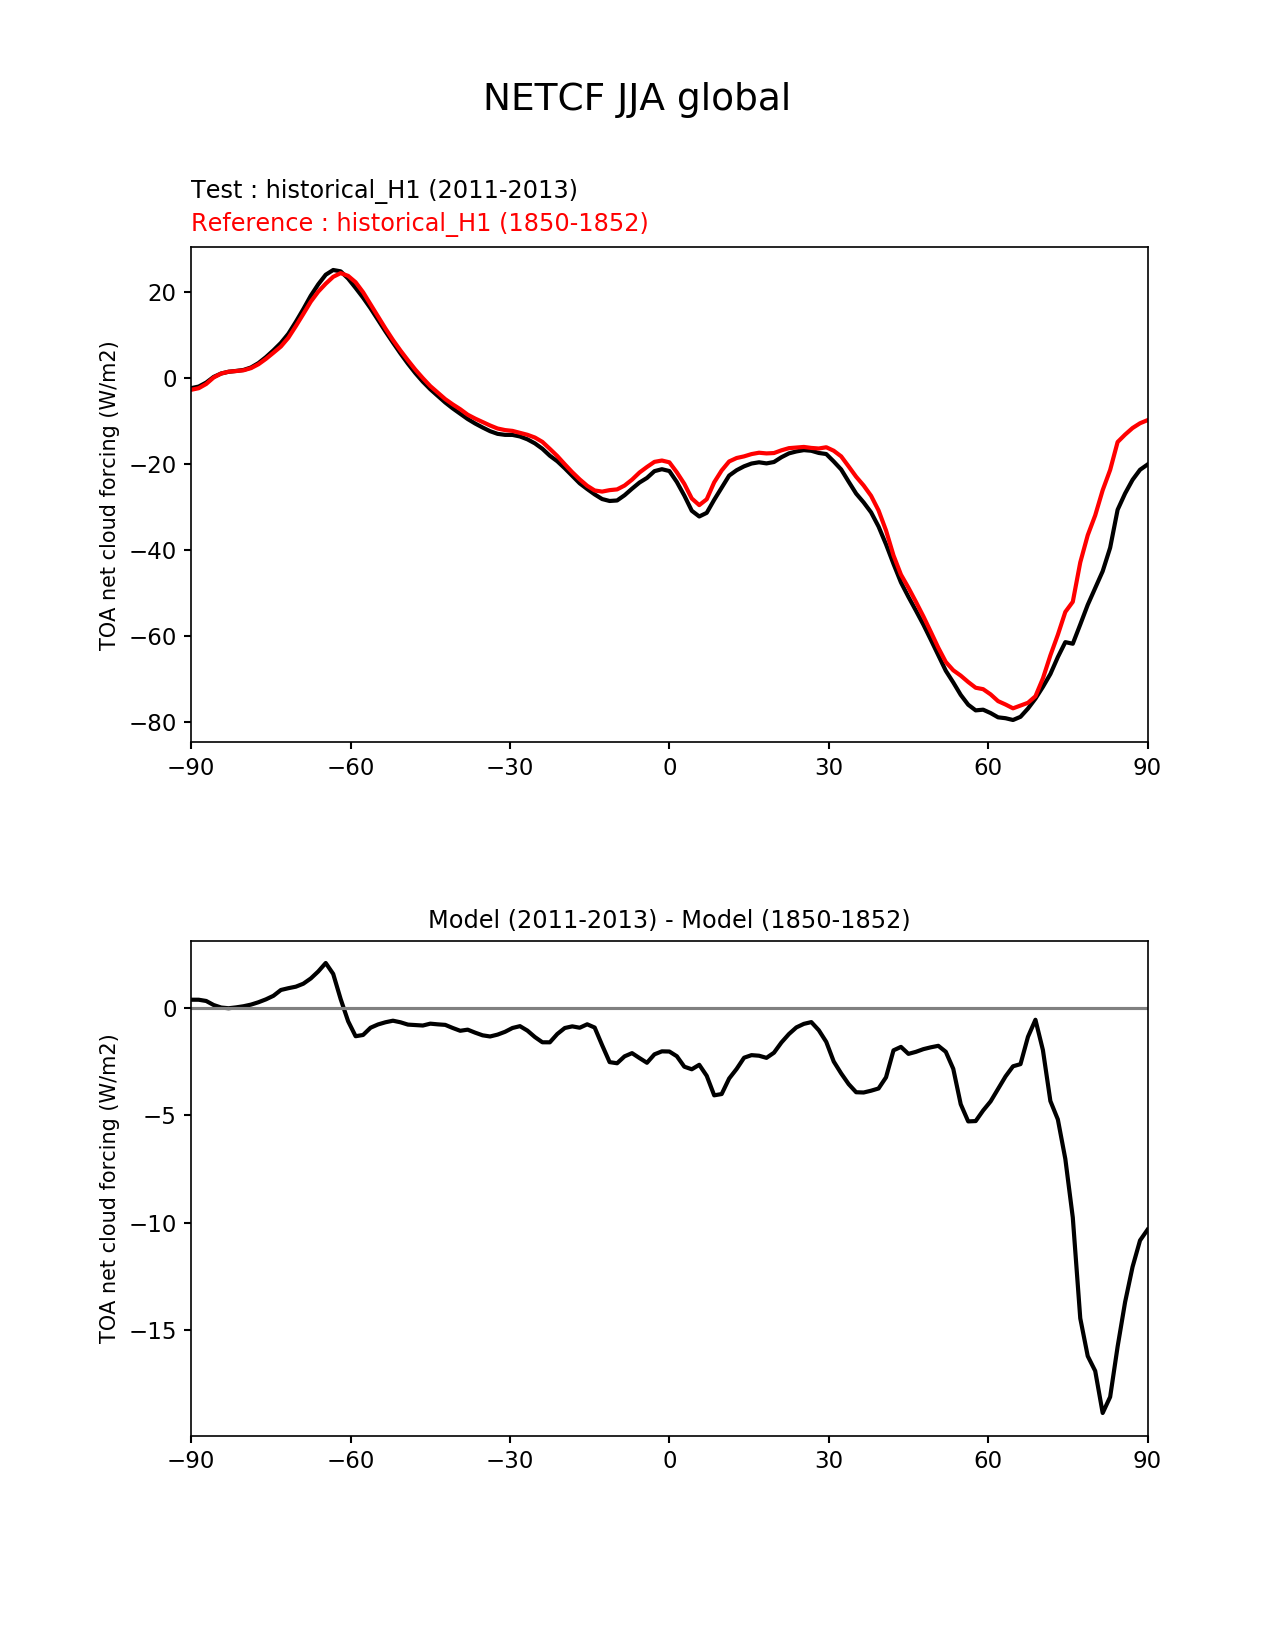 NETCF JJA global
Test : historical_H1 (2011-2013)
Reference : historical_H1 (1850-1852)
TOA net cloud forcing (W/m2)
20
0
−20
−40
−60
−80
−90 −60 −30 0 30 60 90
Model (2011-2013) - Model (1850-1852)
TOA net cloud forcing (W/m2)
0
−5
−10
−15
−90 −60 −30 0 30 60 90